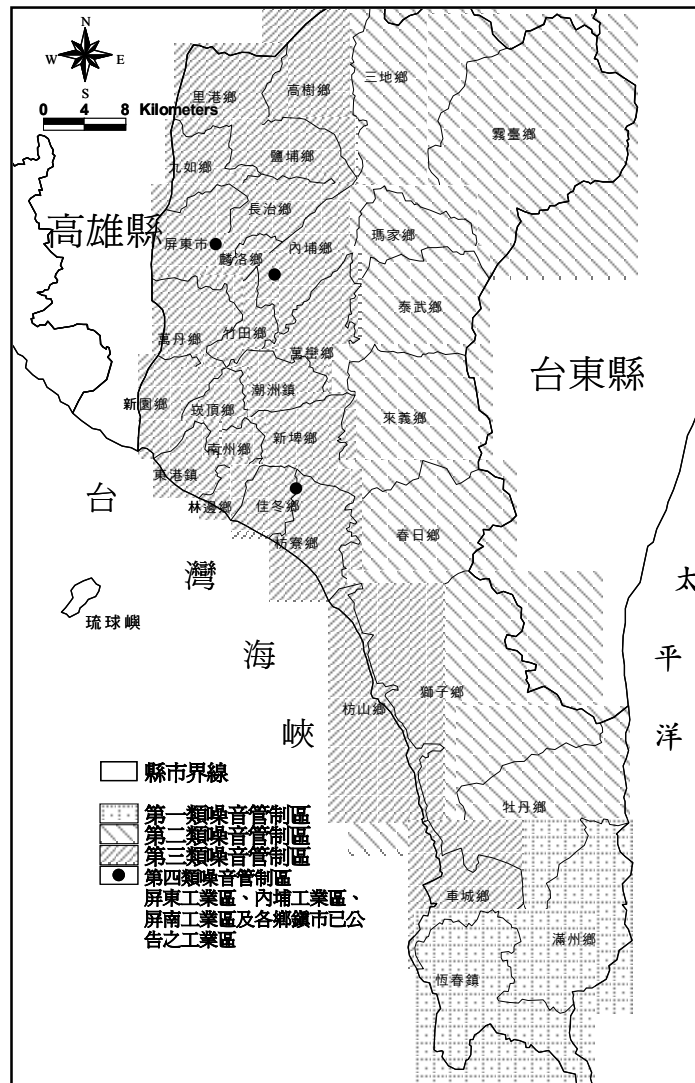 N
W E
S
0 4 8 Kilometers
三地鄉
高樹鄉
里港鄉
霧臺鄉
鹽埔鄉
九如鄉
長治鄉
高雄縣
屏東市
麟洛鄉
內埔鄉
瑪家鄉
泰武鄉
萬丹鄉
竹田鄉
萬巒鄉
台東縣
潮州鎮
新園鄉
崁頂鄉
來義鄉
新埤鄉
南州鄉
東港鎮
林邊鄉
佳冬鄉
春日鄉
枋寮鄉
台
灣
海
峽
太
平
洋
琉球嶼
獅子鄉
枋山鄉
牡丹鄉
車城鄉
滿州鄉
恆春鎮
縣市界線
第一類噪音管制區
第二類噪音管制區
第三類噪音管制區
第四類噪音管制區
屏東工業區、內埔工業區、
屏南工業區及各鄉鎮市已公
告之工業區